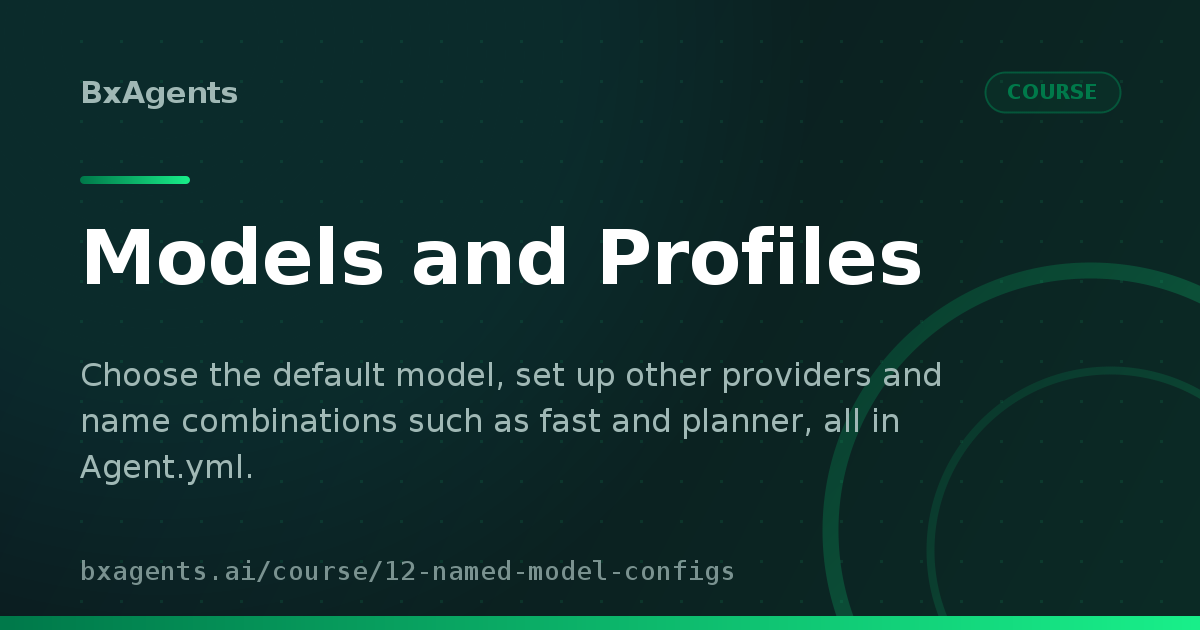 BxAgents
COURSE
Models and Profiles
Choose the default model, set up other providers and
name combinations such as fast and planner, all in
Agent.yml.
bxagents.ai/course/12-named-model-configs